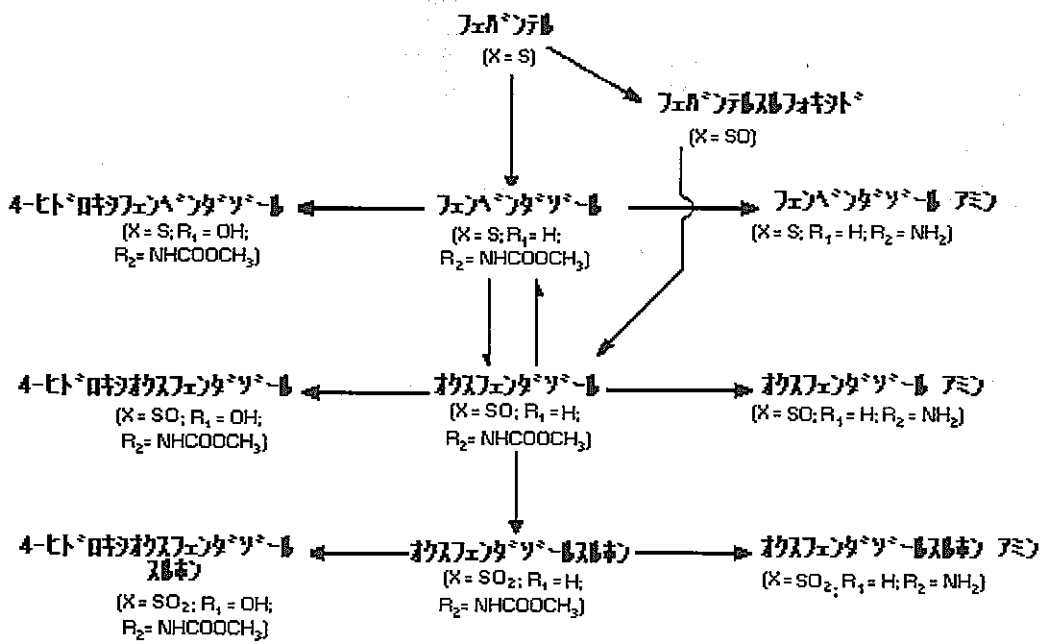 フェバンテル
(X = S)
フェバンテルスルフォキシド
(X = SO)
4-ヒドロキシフェンベンダゾール
(X = S; R₁ = OH;
R₂ = NHCOOCH₃)
フェンベンダゾール
(X = S; R₁ = H;
R₂ = NHCOOCH₃)
フェンベンダゾール アミン
(X = S; R₁ = H; R₂ = NH₂)
4-ヒドロキシオクスフェンダゾール
(X = SO; R₁ = OH;
R₂ = NHCOOCH₃)
オクスフェンダゾール
(X = SO; R₁ = H;
R₂ = NHCOOCH₃)
オクスフェンダゾール アミン
(X = SO; R₁ = H; R₂ = NH₂)
4-ヒドロキシオクスフェンダゾール
スルホン
(X = SO₂; R₁ = OH;
R₂ = NHCOOCH₃)
オクスフェンダゾールスルホン
(X = SO₂; R₁ = H;
R₂ = NHCOOCH₃)
オクスフェンダゾールスルホン アミン
(X = SO₂; R₁ = H; R₂ = NH₂)